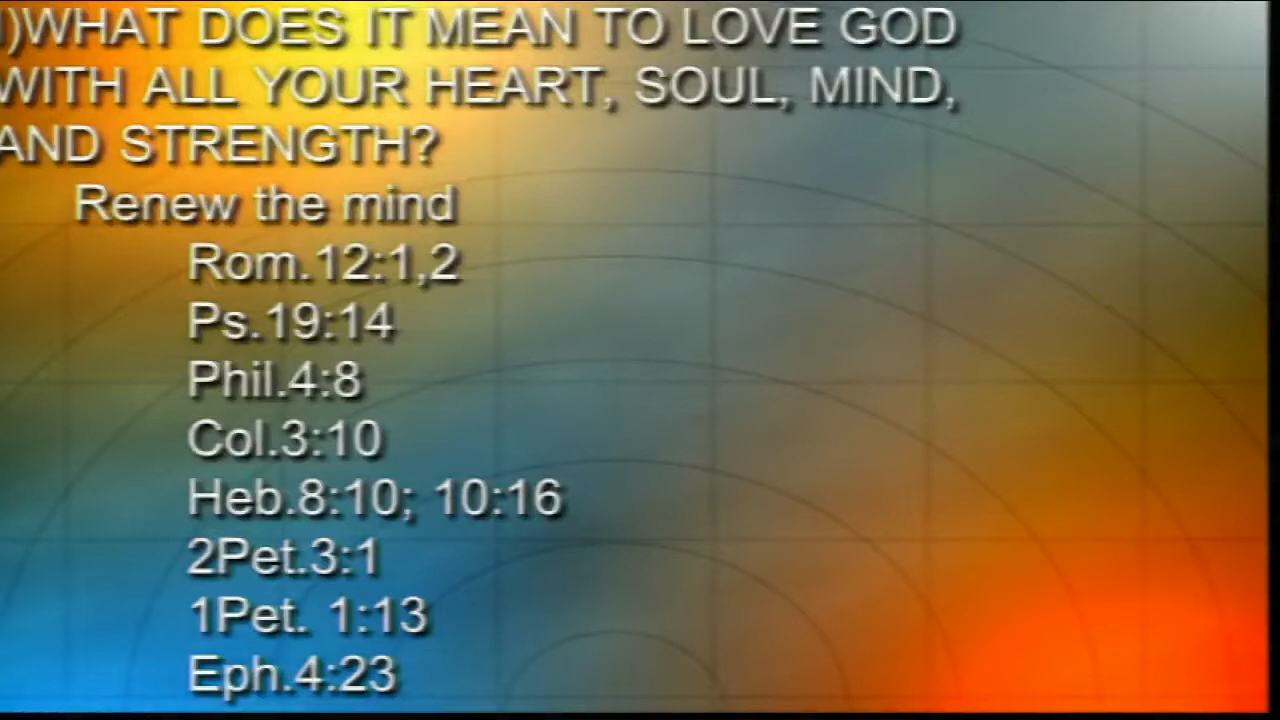 )WHAT DOES IT MEAN TO LOVE GOD
WITH ALL YOUR HEART, SOUL, MIND,
AND STRENGTH?
Renew the mind
Rom.12:1,2
Ps.19:14
Phil.4:8
Col.3:10
Heb.8:10; 10:16
2Pet.3:1
1Pet. 1:13
Eph.4:23